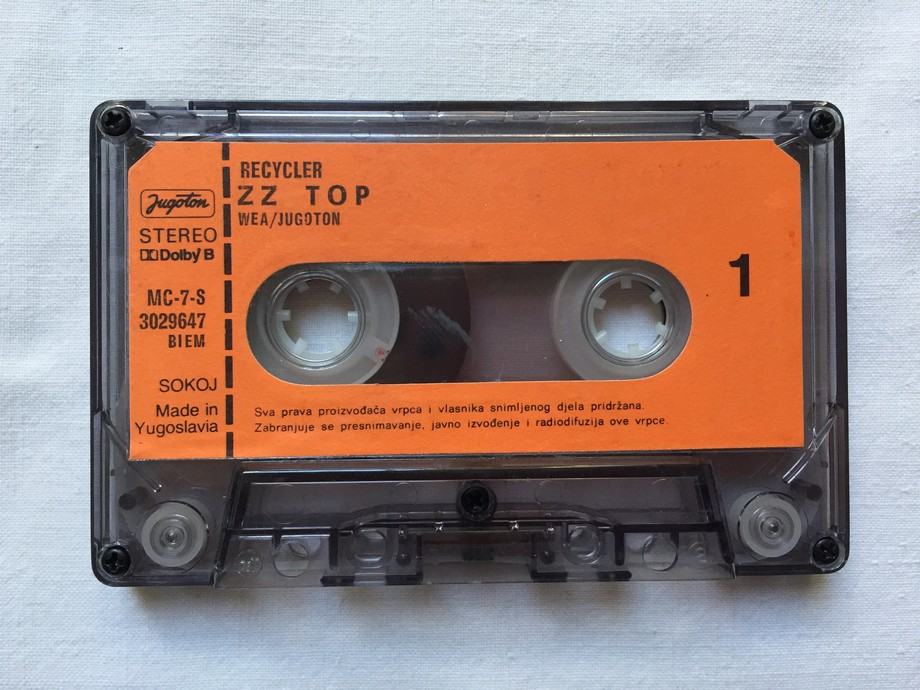 Jugoton
STEREO
Dolby B
MC-7-S
3029647
BIEM
SOKOJ
Made in
Yugoslavia
RECYCLER
ZZ TOP
WEA/JUGOTON
1
Sva prava proizvođača vrpca i vlasnika snimljenog djela pridržana.
Zabranjuje se presnimavanje, javno izvođenje i radiodifuzija ove vrpce.